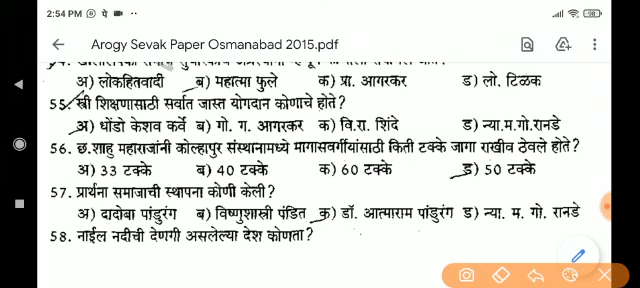 2:54 PM
Arogy Sevak Paper Osmanabad 2015.pdf
अ) लोकहितवादी ब) महात्मा फुले क) प्रा. आगरकर ड) लो. टिळक
55. स्त्री शिक्षणासाठी सर्वात जास्त योगदान कोणाचे होते?
अ) धोंडो केशव कर्वे ब) गो. ग. आगरकर क) वि.रा. शिंदे ड) न्या.म.गो.रानडे
56. छ.शाहु महाराजांनी कोल्हापुर संस्थानामध्ये मागासवर्गीयांसाठी किती टक्के जागा राखीव ठेवले होते?
अ) 33 टक्के ब) 40 टक्के क) 60 टक्के ड) 50 टक्के
57. प्रार्थना समाजाची स्थापना कोणी केली?
अ) दादोबा पांडुरंग ब) विष्णुशास्त्री पंडित क) डॉ. आत्माराम पांडुरंग ड) न्या. म. गो. रानडे
58. नाईल नदीची देणगी असलेल्या देश कोणता?